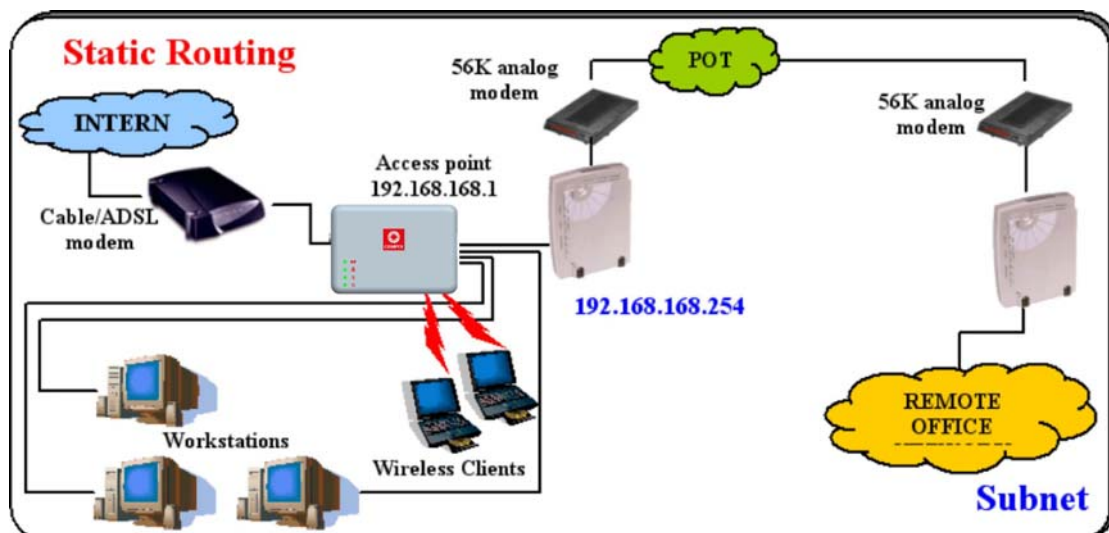 Static Routing
INTERN
Cable/ADSL
modem
Access point
192.168.168.1
56K analog
modem
POT
56K analog
modem
192.168.168.254
Workstations
Wireless Clients
REMOTE
OFFICE
Subnet